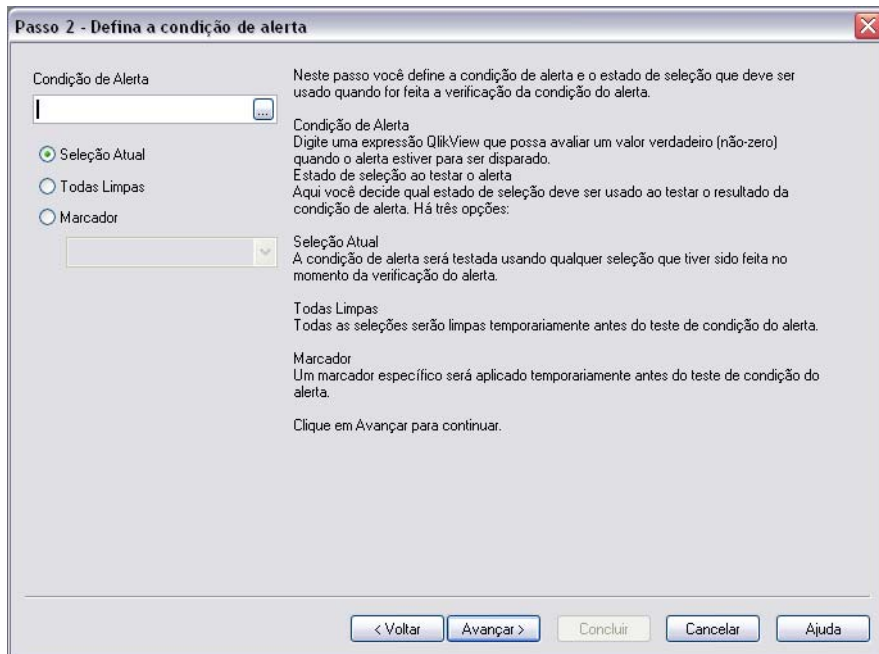 Passo 2 - Defina a condição de alerta
Condição de Alerta
...
Seleção Atual
Todas Limpas
Marcador
Neste passo você define a condição de alerta e o estado de seleção que deve ser
usado quando for feita a verificação da condição do alerta.
Condição de Alerta
Digite uma expressão QlikView que possa avaliar um valor verdadeiro (não-zero)
quando o alerta estiver para ser disparado.
Estado de seleção ao testar o alerta
Aqui você decide qual estado de seleção deve ser usado ao testar o resultado da
condição de alerta. Há três opções:
Seleção Atual
A condição de alerta será testada usando qualquer seleção que tiver sido feita no
momento da verificação do alerta.
Todas Limpas
Todas as seleções serão limpas temporariamente antes do teste de condição do alerta.
Marcador
Um marcador específico será aplicado temporariamente antes do teste de condição do
alerta.
Clique em Avançar para continuar.
< Voltar
Avançar >
Concluir
Cancelar
Ajuda